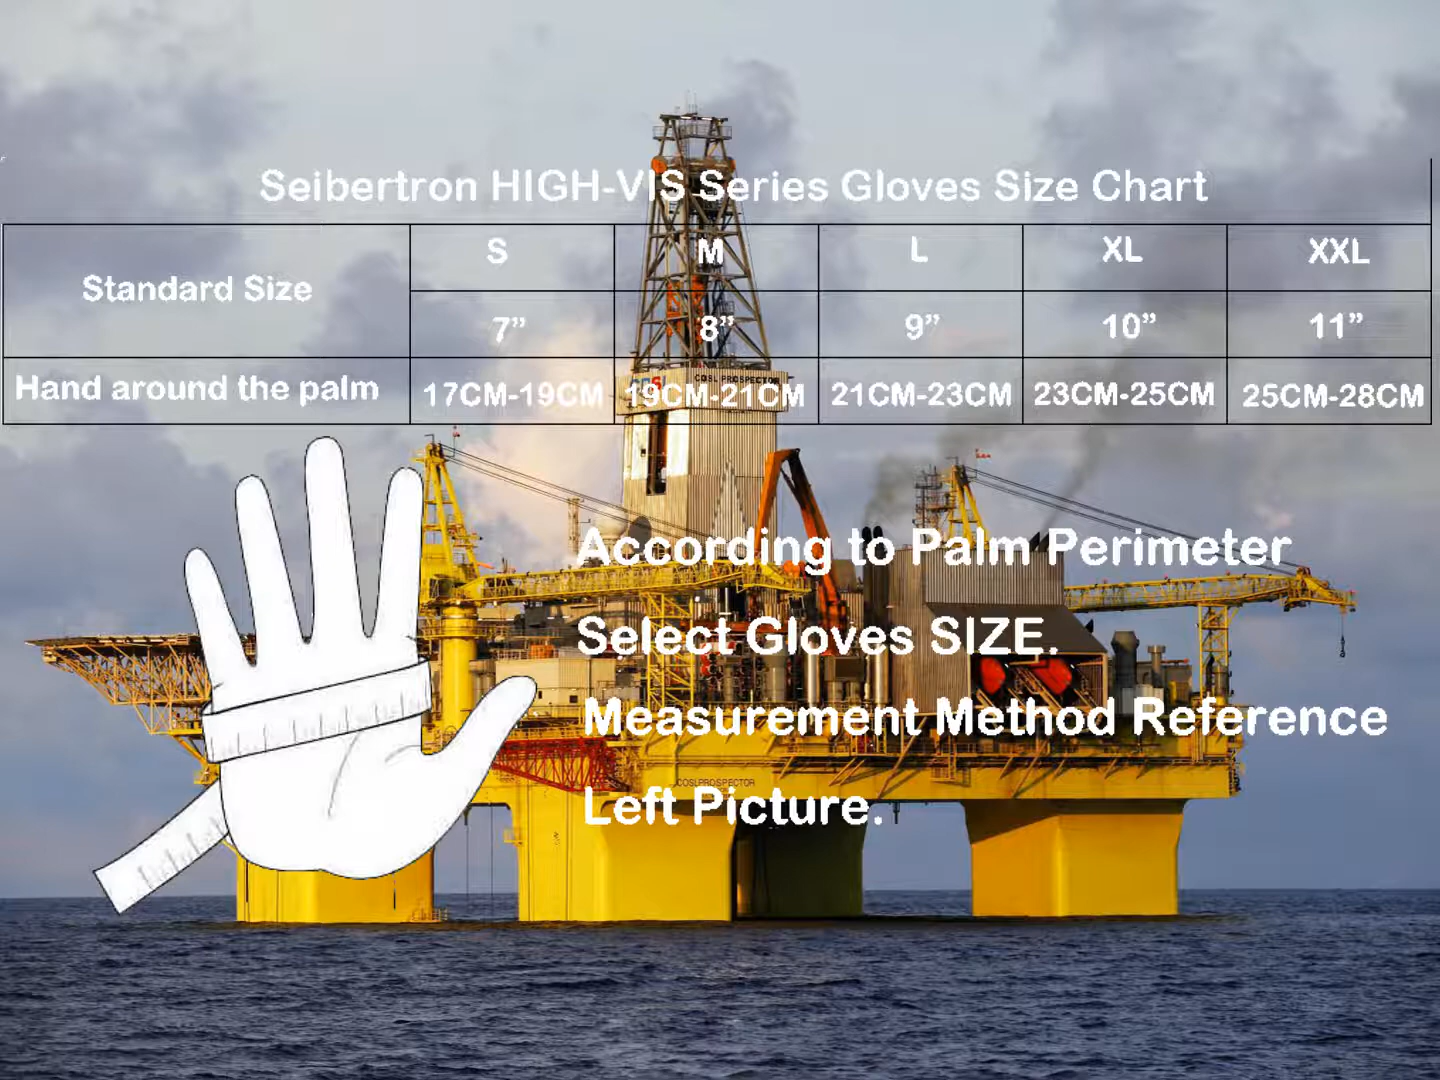 Seibertron HIGH-VIS Series Gloves Size Chart
Standard Size S M L XL XXL
7” 8” 9” 10” 11”
Hand around the palm 17CM-19CM 19CM-21CM 21CM-23CM 23CM-25CM 25CM-28CM
COSLPROSPECTOR
According to Palm Perimeter
Select Gloves SIZE.
Measurement Method Reference
COSLPROSPECTOR
Left Picture.